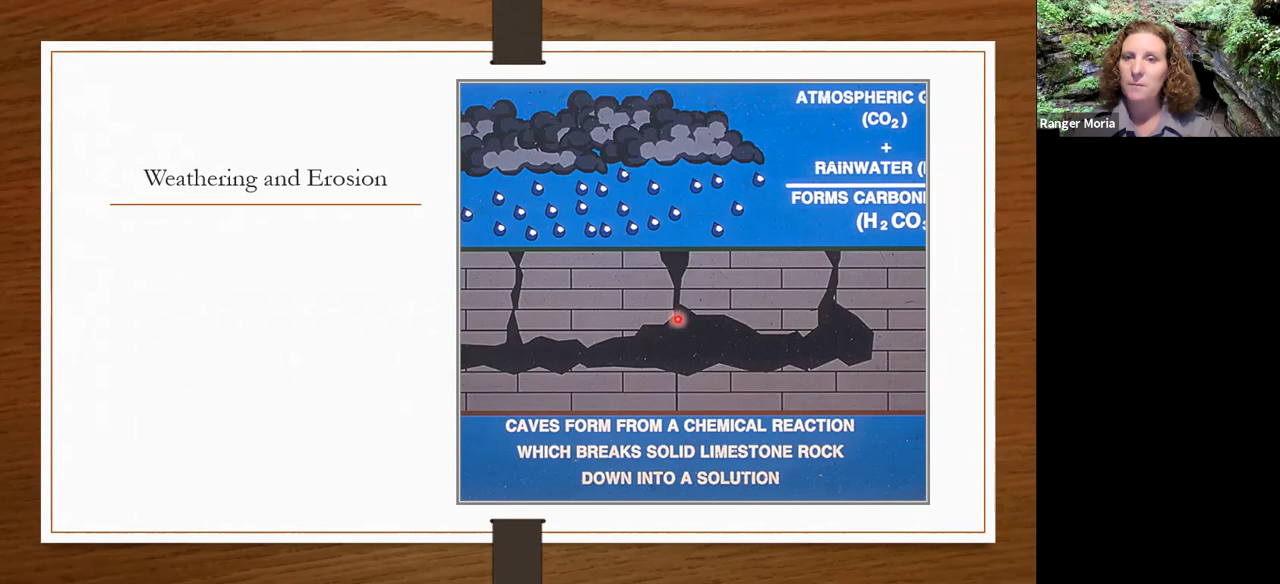 Weathering and Erosion
ATMOSPHERIC
(CO₂)
+
RAINWATER (
FORMS
(H₂CO₃
CAVES FORM FROM A CHEMICAL REACTION
WHICH BREAKS SOLID LIMESTONE ROCK
DOWN INTO A SOLUTION
Ranger Moria